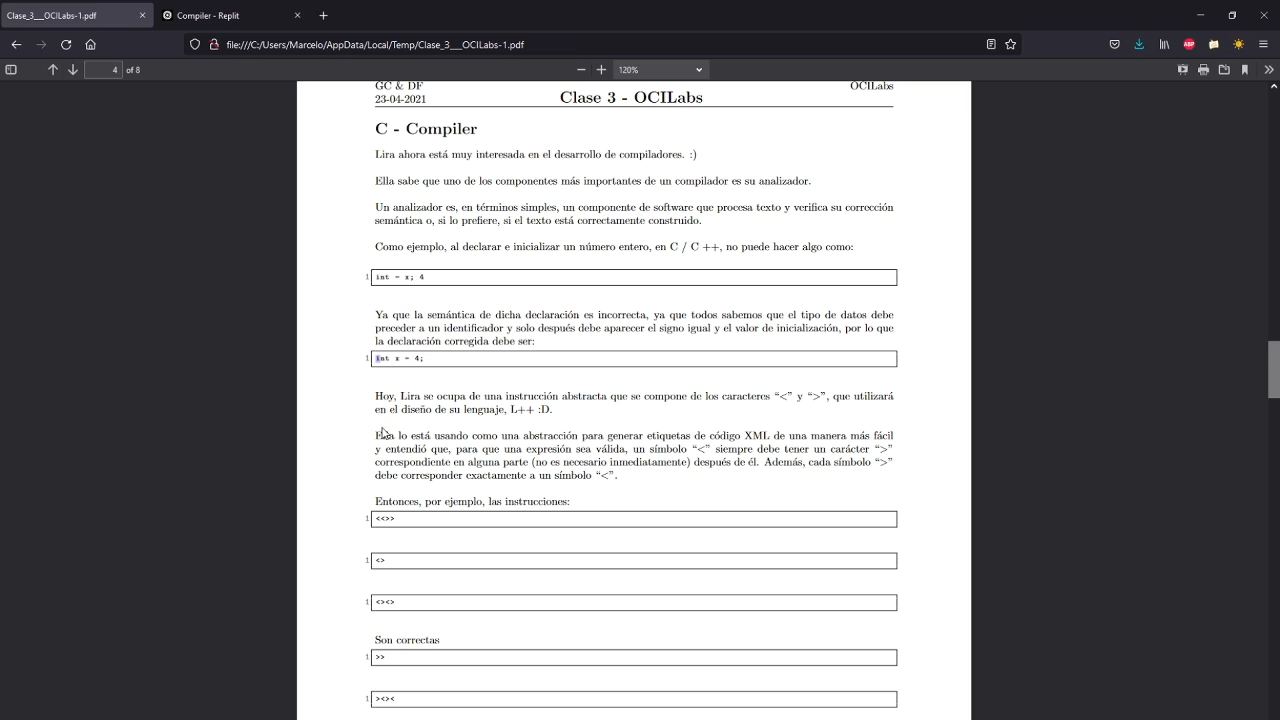 Clase_3___OCILabs-1.pdf
Compiler - Replit
file:///C:/Users/Marcelo/AppData/Local/Temp/Clase_3___OCILabs-1.pdf
ABP
4 of 8
120%
GC & DF
OCILabs
23-04-2021
Clase 3 - OCILabs
C - Compiler
Lira ahora está muy interesada en el desarrollo de compiladores. :)
Ella sabe que uno de los componentes más importantes de un compilador es su analizador.
Un analizador es, en términos simples, un componente de software que procesa texto y verifica su corrección
semántica o, si lo prefiere, si el texto está correctamente construido.
Como ejemplo, al declarar e inicializar un número entero, en C / C ++, no puede hacer algo como:
1 int = x; 4
Ya que la semántica de dicha declaración es incorrecta, ya que todos sabemos que el tipo de datos debe
preceder a un identificador y solo después debe aparecer el signo igual y el valor de inicialización, por lo que
la declaración corregida debe ser:
1 int x = 4;
Hoy, Lira se ocupa de una instrucción abstracta que se compone de los caracteres “<” y “>”, que utilizará
en el diseño de su lenguaje, L++ :D.
Ella lo está usando como una abstracción para generar etiquetas de código XML de una manera más fácil
y entendió que, para que una expresión sea válida, un símbolo “<” siempre debe tener un carácter “>”
correspondiente en alguna parte (no es necesario inmediatamente) después de él. Además, cada símbolo “>”
debe corresponder exactamente a un símbolo “<”.
Entonces, por ejemplo, las instrucciones:
1 <<>>
1 <>
1 <><>
Son correctas
1 >>
1 ><><